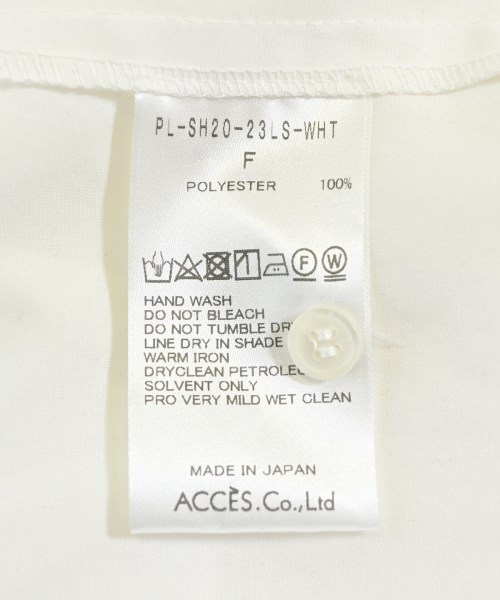 PL-SH20-23LS-WHT
F
POLYESTER 100%
F W
HAND WASH
DO NOT BLEACH
DO NOT TUMBLE DR
LINE DRY IN SHADE
WARM IRON
DRYCLEAN PETROLE
SOLVENT ONLY
PRO VERY MILD WET CLEAN
MADE IN JAPAN
ACCÈS.Co.,Ltd